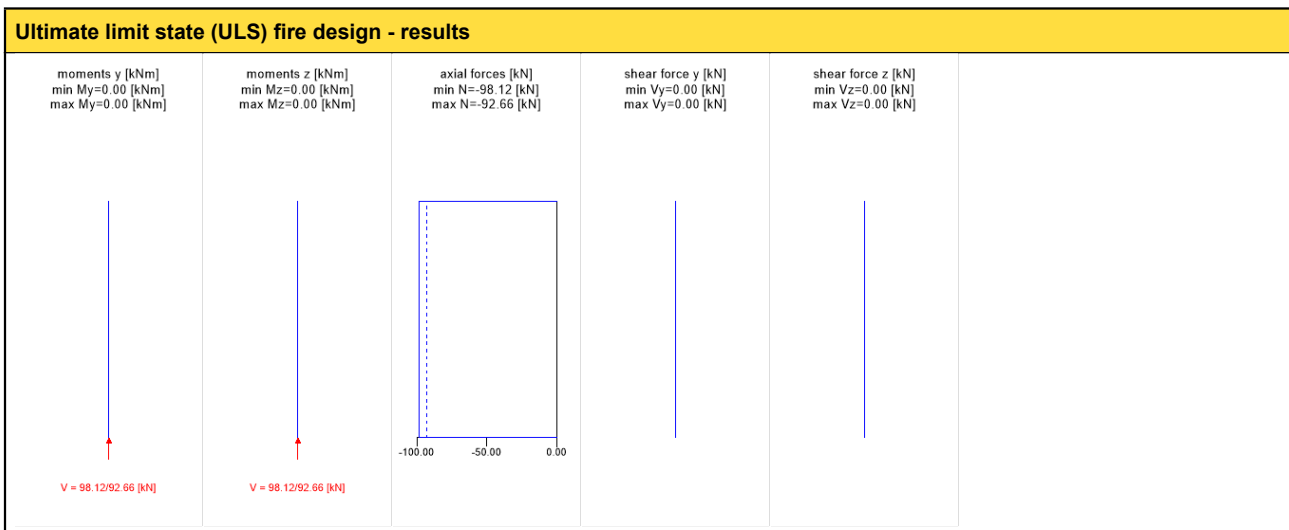 Ultimate limit state (ULS) fire design - results
moments y [kNm]
min My=0.00 [kNm]
max My=0.00 [kNm]
moments z [kNm]
min Mz=0.00 [kNm]
max Mz=0.00 [kNm]
axial forces [kN]
min N=-98.12 [kN]
max N=-92.66 [kN]
shear force y [kN]
min Vy=0.00 [kN]
max Vy=0.00 [kN]
shear force z [kN]
min Vz=0.00 [kN]
max Vz=0.00 [kN]
-100.00 -50.00 0.00
V = 98.12/92.66 [kN]
V = 98.12/92.66 [kN]